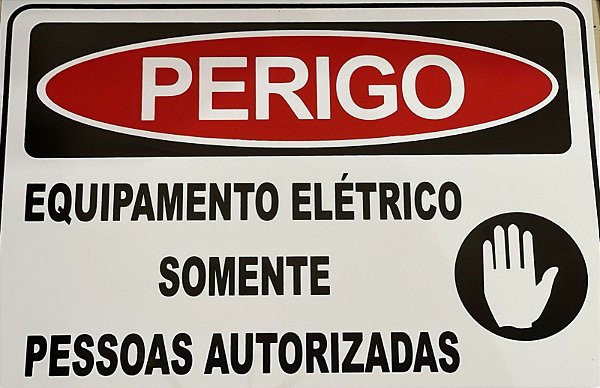 PERIGO
EQUIPAMENTO ELÉTRICO
SOMENTE
PESSOAS AUTORIZADAS